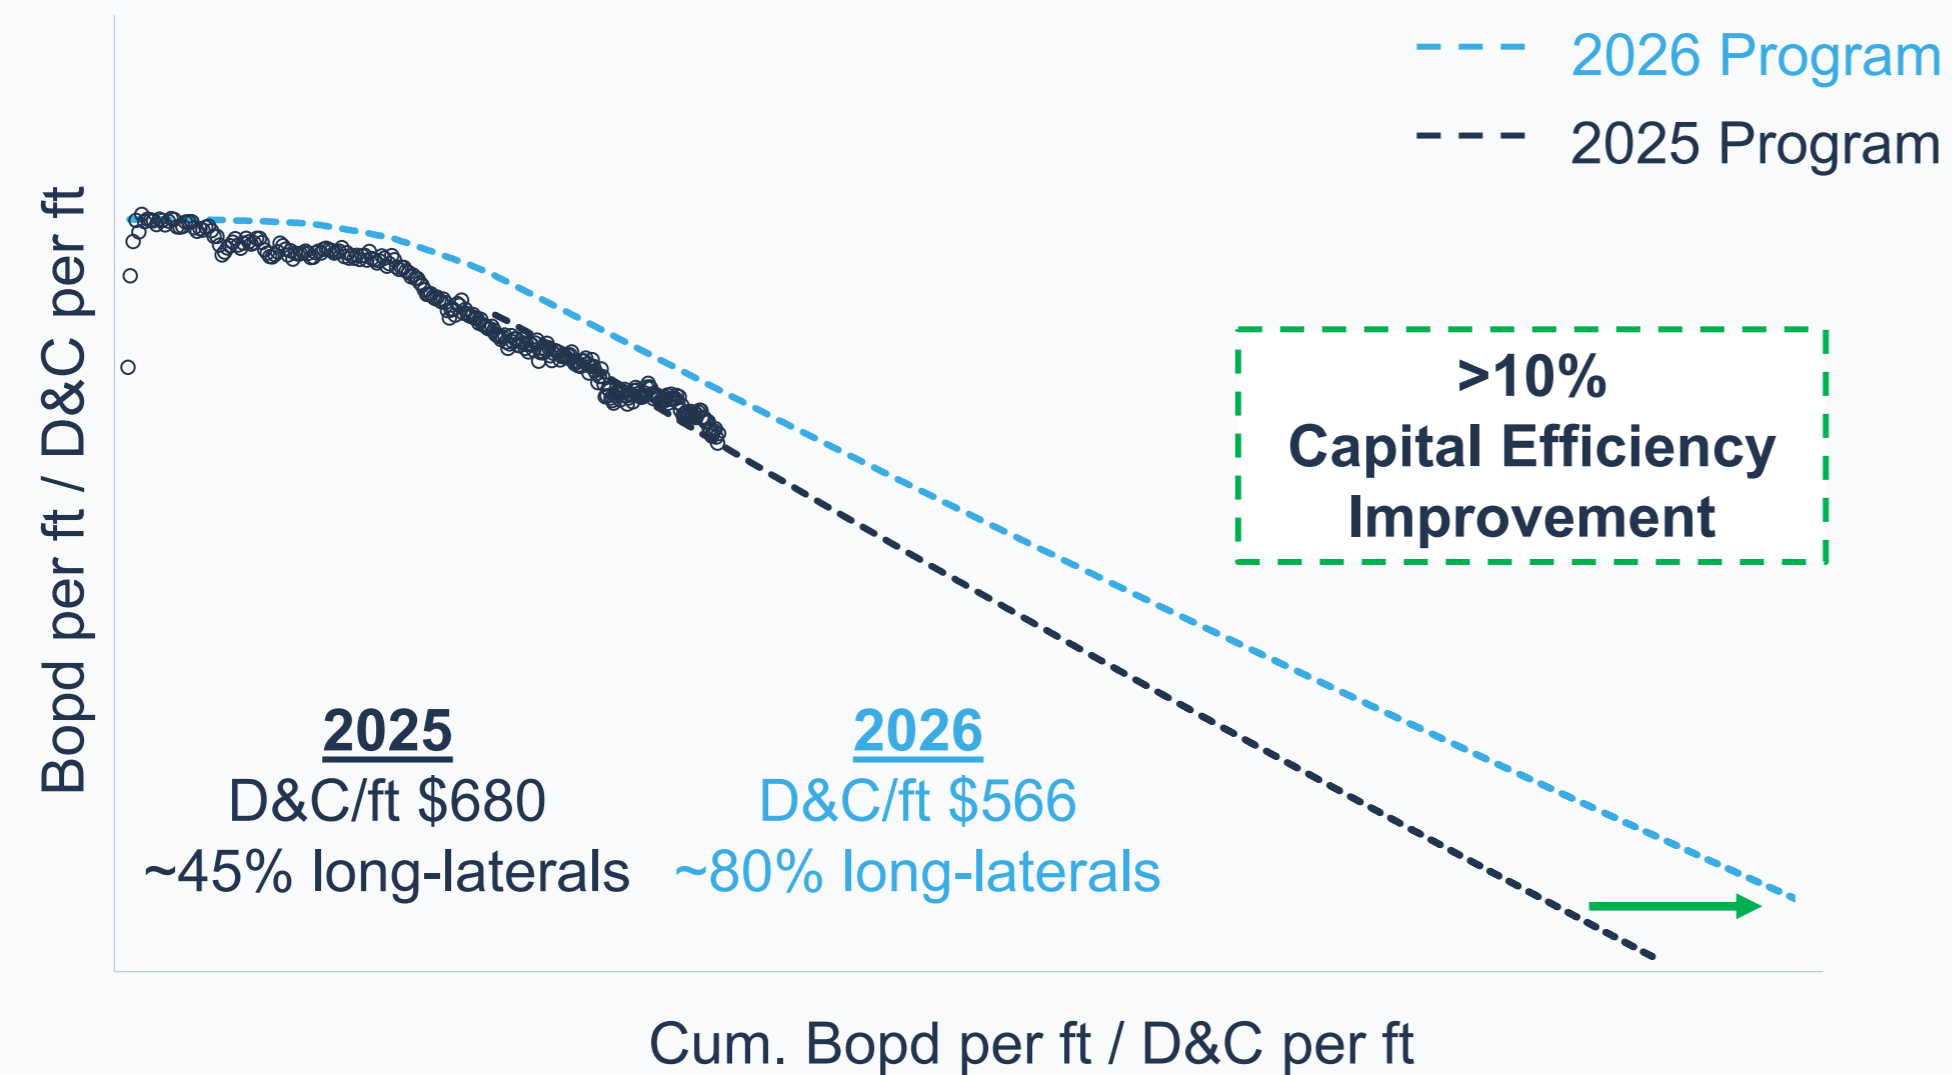 2026 Program
2025 Program
Bopd per ft / D&C per ft
>10%
Capital Efficiency
Improvement
2025
D&C/ft $680
~45% long-laterals
2026
D&C/ft $566
~80% long-laterals
Cum. Bopd per ft / D&C per ft